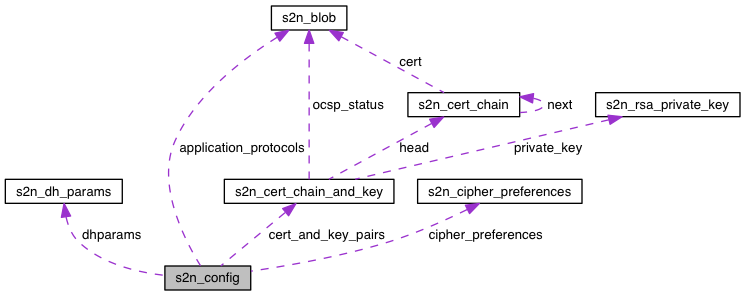 s2n_blob
cert
ocsp_status
s2n_cert_chain
next
s2n_rsa_private_key
application_protocols
head
private_key
s2n_dh_params
s2n_cert_chain_and_key
s2n_cipher_preferences
dhparams
cert_and_key_pairs
cipher_preferences
s2n_config